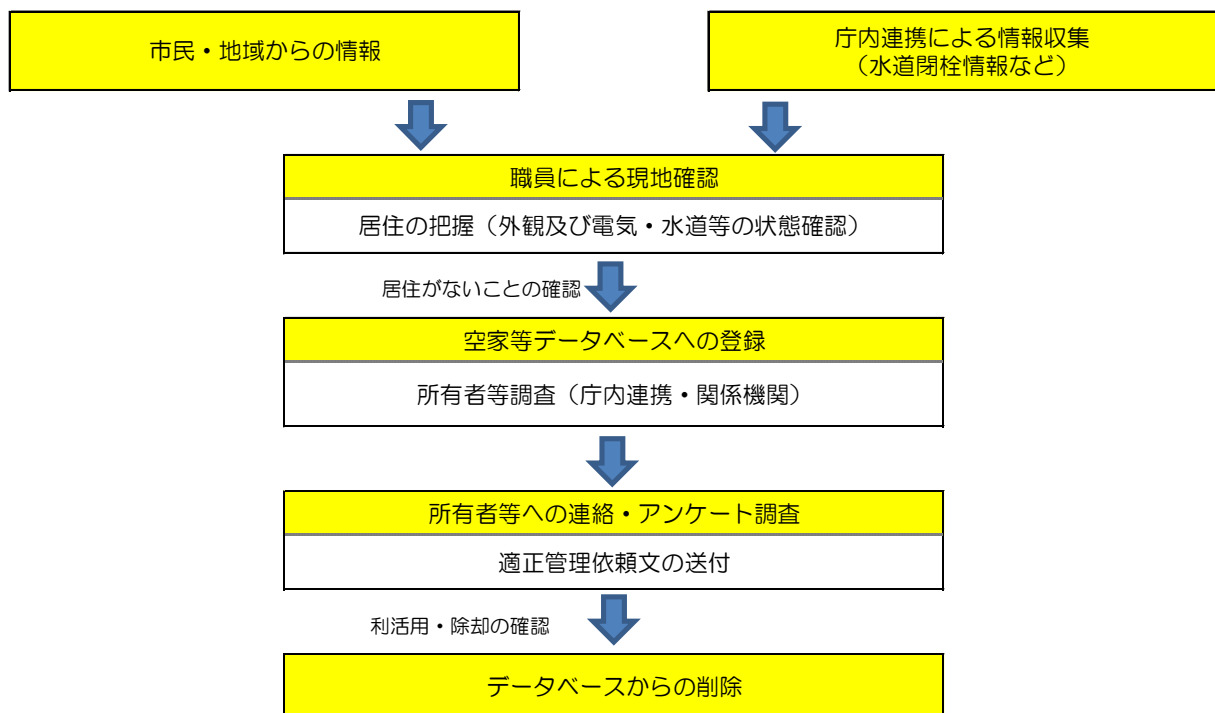 市民・地域からの情報
庁内連携による情報収集
（水道閉栓情報など）
職員による現地確認
居住の把握（外観及び電気・水道等の状態確認）
居住がないことの確認
空家等データベースへの登録
所有者等調査（庁内連携・関係機関）
所有者等への連絡・アンケート調査
適正管理依頼文の送付
利活用・除却の確認
データベースからの削除